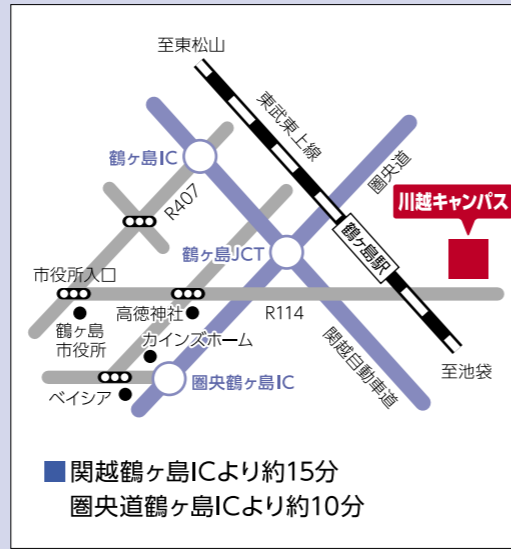 至東松山
東武東上線
圏央道
鶴ヶ島IC
川越キャンパス
R407
鶴ヶ島駅
鶴ヶ島JCT
市役所入口
高徳神社
R114
鶴ヶ島
市役所
カインズホーム
関越自動車道
至池袋
圏央鶴ヶ島IC
ベイシア
関越鶴ヶ島ICより約15分
圏央道鶴ヶ島ICより約10分